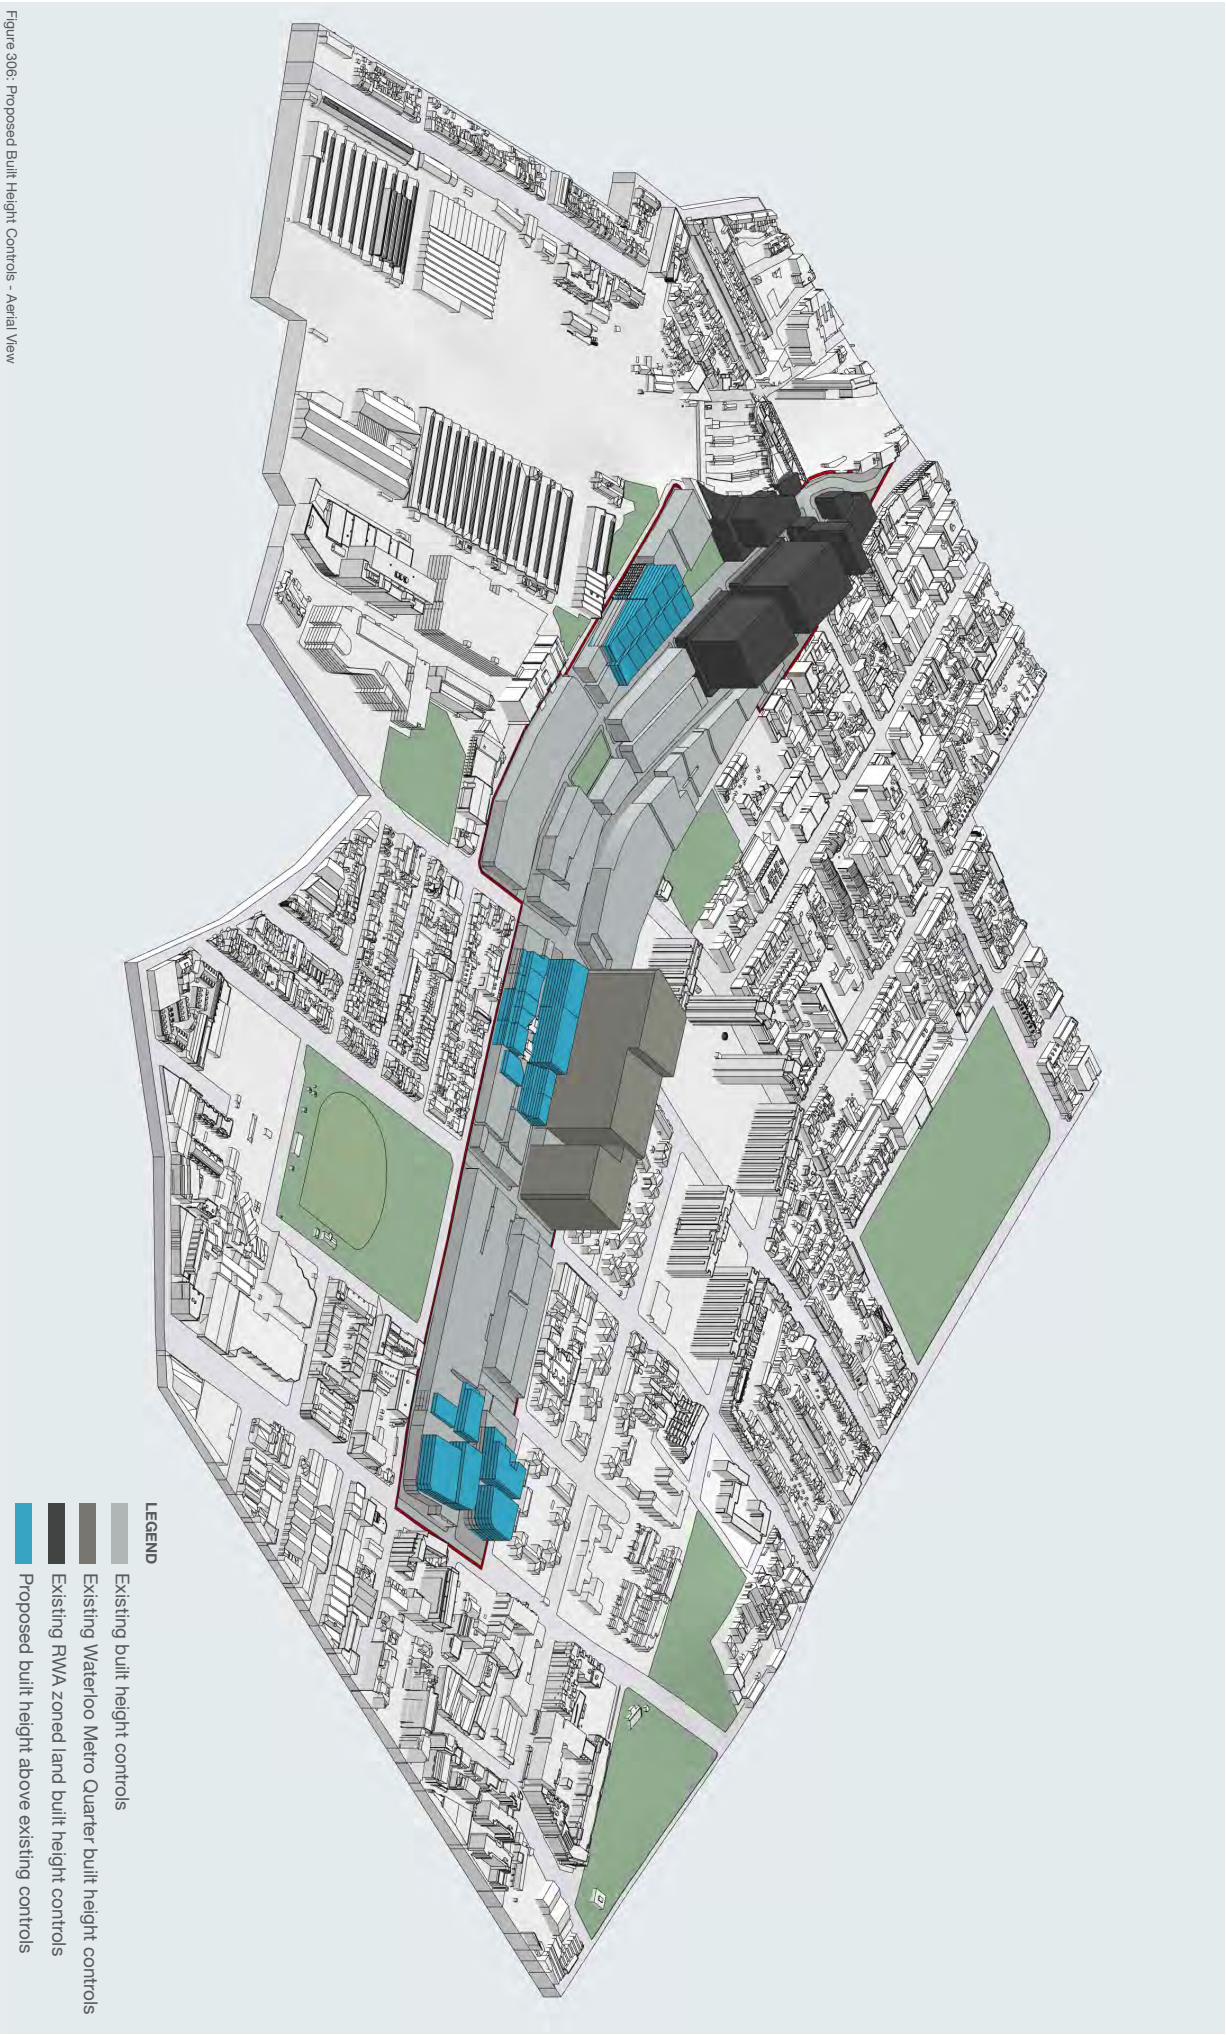 LEGEND
Existing built height controls
Existing Waterloo Metro Quarter built height controls
Existing RWA zoned land built height controls
Proposed built height above existing controls
Figure 306: Proposed Built Height Controls - Aerial View